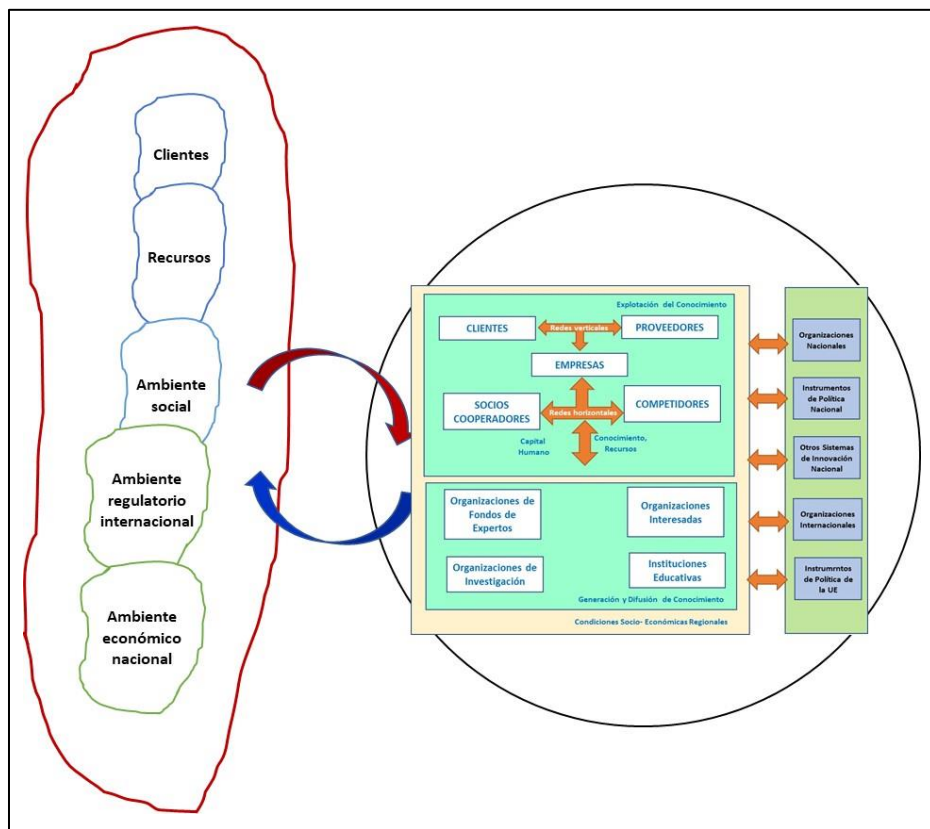 Clientes
Recursos
Ambiente
social
Ambiente
regulatorio
internacional
Ambiente
económico
nacional
Explotación del Conocimiento
CLIENTES
Redes verticales
PROVEEDORES
EMPRESAS
SOCIOS
COOPERADORES
Redes horizontales
COMPETIDORES
Capital
Humano
Conocimiento,
Recursos
Organizaciones de
Fondos de
Expertos
Organizaciones
Interesadas
Organizaciones de
Investigación
Instituciones
Educativas
Generación y Difusión de Conocimiento
Condiciones Socio- Económicas Regionales
Organizaciones
Nacionales
Instrumentos
de Política
Nacional
Otros Sistemas
de Innovación
Nacional
Organizaciones
Internacionales
Instrumrntos
de Política de
la UE